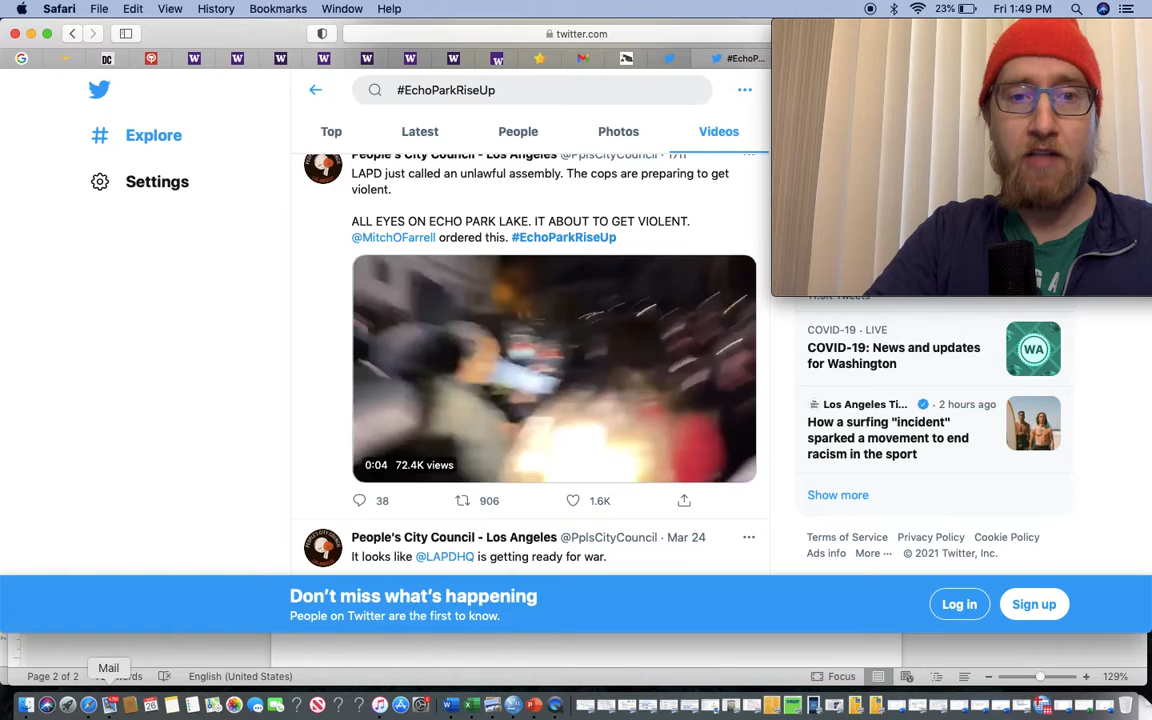 Safari File Edit View History Bookmarks Window Help 23% Fri 1:49 PM
twitter.com
#EchoP...
#EchoParkRiseUp
Explore
Top Latest People Photos Videos
Settings
People's City Council - Los Angeles @PplsCityCouncil · 17h
LAPD just called an unlawful assembly. The cops are preparing to get
violent.
ALL EYES ON ECHO PARK LAKE. IT ABOUT TO GET VIOLENT.
@MitchOFarrell ordered this. #EchoParkRiseUp
0:04 72.4K views
38 906 1.6K
People's City Council - Los Angeles @PplsCityCouncil · Mar 24
It looks like @LAPDHQ is getting ready for war.
COVID-19 · LIVE
COVID-19: News and updates
for Washington
WA
Los Angeles Ti... · 2 hours ago
How a surfing "incident"
sparked a movement to end
racism in the sport
Show more
Terms of Service Privacy Policy Cookie Policy
Ads info More ··· © 2021 Twitter, Inc.
Don't miss what's happening
People on Twitter are the first to know.
Log in Sign up
Mail
Page 2 of 2 English (United States) Focus 129%